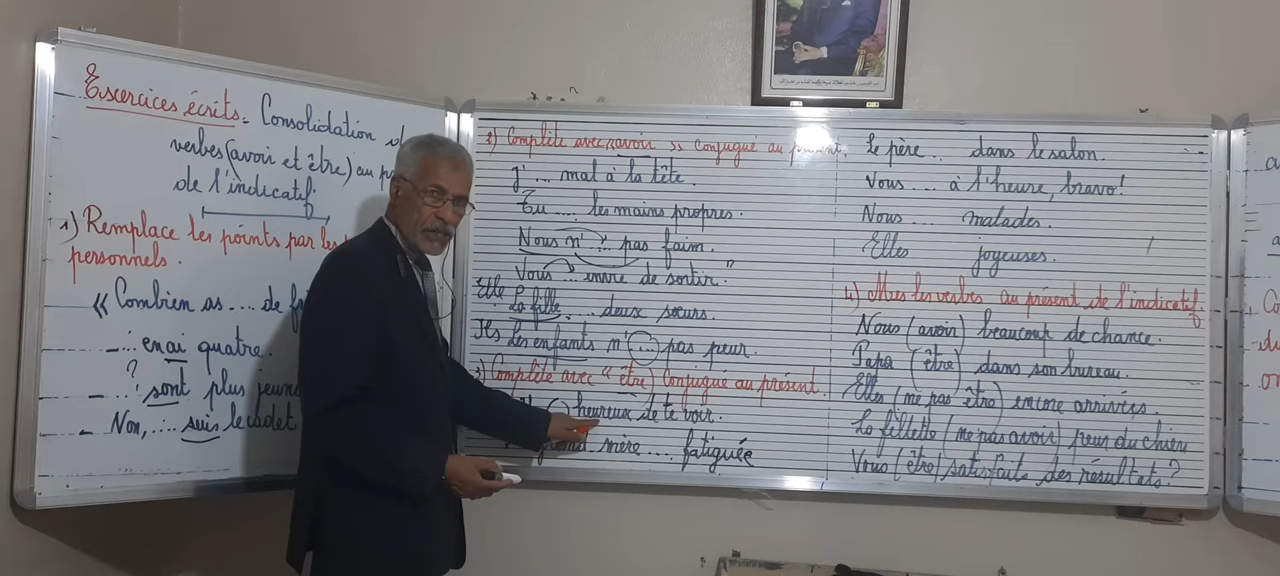 Exercices écrits. Consolidation
verbes (avoir et être) au
de l'indicatif.
1) Remplace les points par les
personnels.
« Combien as .... de
- .... en ai quatre.
? sont plus
- Non, .... suis le cadet
2) Complète avec « avoir » conjugué au présent.
J' ... mal à la tête.
Tu .... les mains propres.
Nous n' ... pas faim.
Vous ... envie de sortir "
Elle La fille .... deux sœurs.
Ils Les enfants n' (...) pas peur.
3) Complète avec « être) conjugué au présent.
heureux de te voir.
mère .... fatiguée
Le père .. dans le salon.
Vous .... à l'heure, bravo!
Nous .... malades.
Elles joyeuses.
4) Mets les verbes au présent de l'indicatif.
Nous (avoir) beaucoup de chance.
Papa (être) dans son bureau.
Elles (ne pas être) encore arrivées.
La fillette (ne pas avoir) peur du chien
Vous (être) satisfaits des résultats?